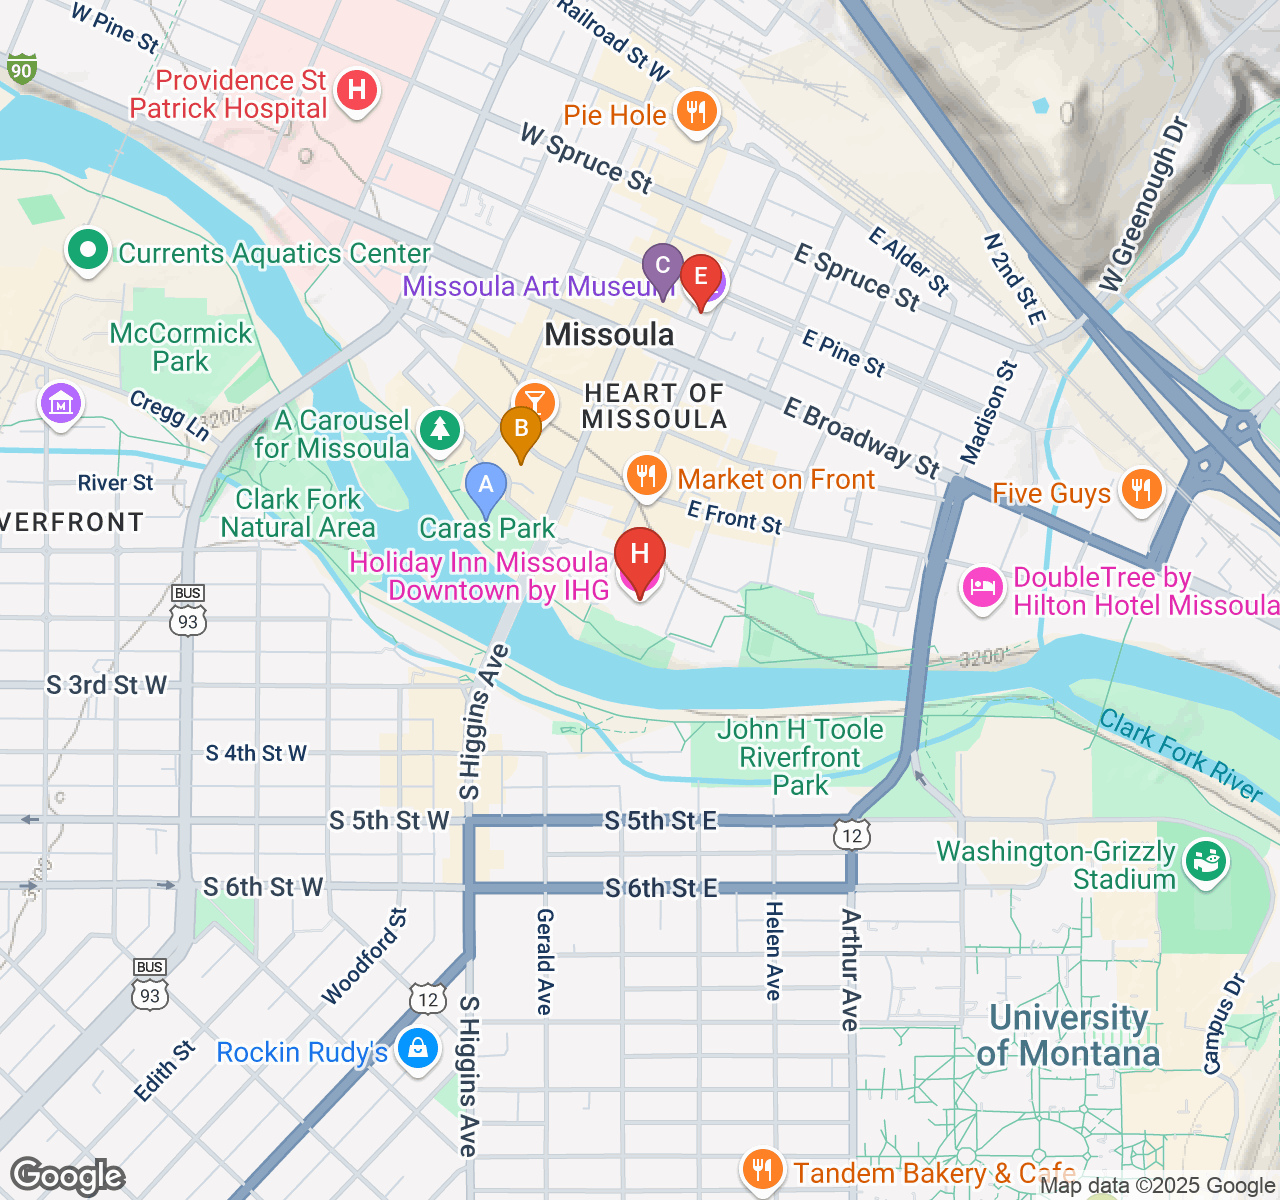 W Pine St
Railroad St W
90
Providence St
Patrick Hospital
H
Pie Hole
W Spruce St
W Greenough Dr
Currents Aquatics Center
E Alder St
N 2nd St E
E Spruce St
C
E
Missoula Art Museum
Missoula
McCormick
Park
E Pine St
HEART OF
MISSOULA
Cregg Ln
3200'
A Carousel
for Missoula
B
E Broadway St
Madison St
River St
A
Market on Front
Five Guys
Clark Fork
Natural Area
VERFRONT
Caras Park
E Front St
H
Holiday Inn Missoula
Downtown by IHG
DoubleTree by
Hilton Hotel Missoula
BUS
93
3200'
S 3rd St W
S Higgins Ave
S 4th St W
John H Toole
Riverfront
Park
Clark Fork River
S 5th St W
S 5th St E
12
Washington-Grizzly
Stadium
S 6th St W
S 6th St E
Woodford St
Gerald Ave
Helen Ave
Arthur Ave
BUS
93
12
S Higgins Ave
University
of Montana
Campus Dr
Rockin Rudy's
Edith St
Tandem Bakery & Cafe
Google
Map data ©2025 Google